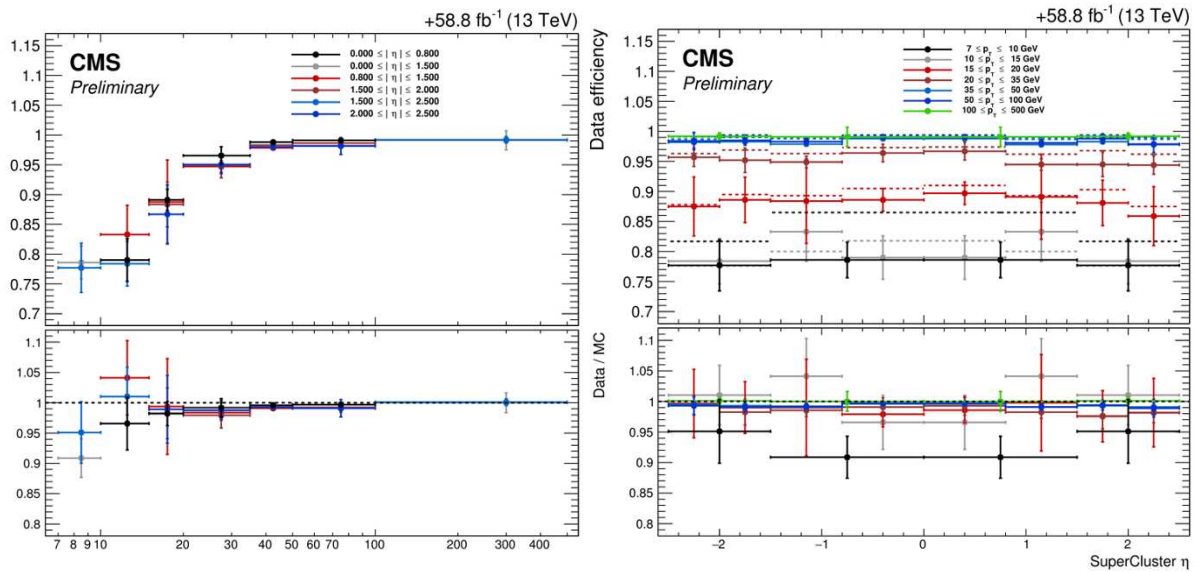 +58.8 fb⁻¹ (13 TeV)
CMS
Preliminary
0.000 ≤ | η | ≤ 0.800
0.000 ≤ | η | ≤ 1.500
0.800 ≤ | η | ≤ 1.500
1.500 ≤ | η | ≤ 2.000
1.500 ≤ | η | ≤ 2.500
2.000 ≤ | η | ≤ 2.500
1.15
1.1
1.05
1
0.95
0.9
0.85
0.8
0.75
0.7
1.1
1.05
1
0.95
0.9
0.85
0.8
7 8 9 10 20 30 40 50 60 70 100 200 300 400
+58.8 fb⁻¹ (13 TeV)
CMS
Preliminary
7 ≤ p_T ≤ 10 GeV
10 ≤ p_T ≤ 15 GeV
15 ≤ p_T ≤ 20 GeV
20 ≤ p_T ≤ 35 GeV
35 ≤ p_T ≤ 50 GeV
50 ≤ p_T ≤ 100 GeV
100 ≤ p_T ≤ 500 GeV
Data efficiency
1.15
1.1
1.05
1
0.95
0.9
0.85
0.8
0.75
0.7
Data / MC
1.1
1.05
1
0.95
0.9
0.85
0.8
−2 −1 0 1 2
SuperCluster η